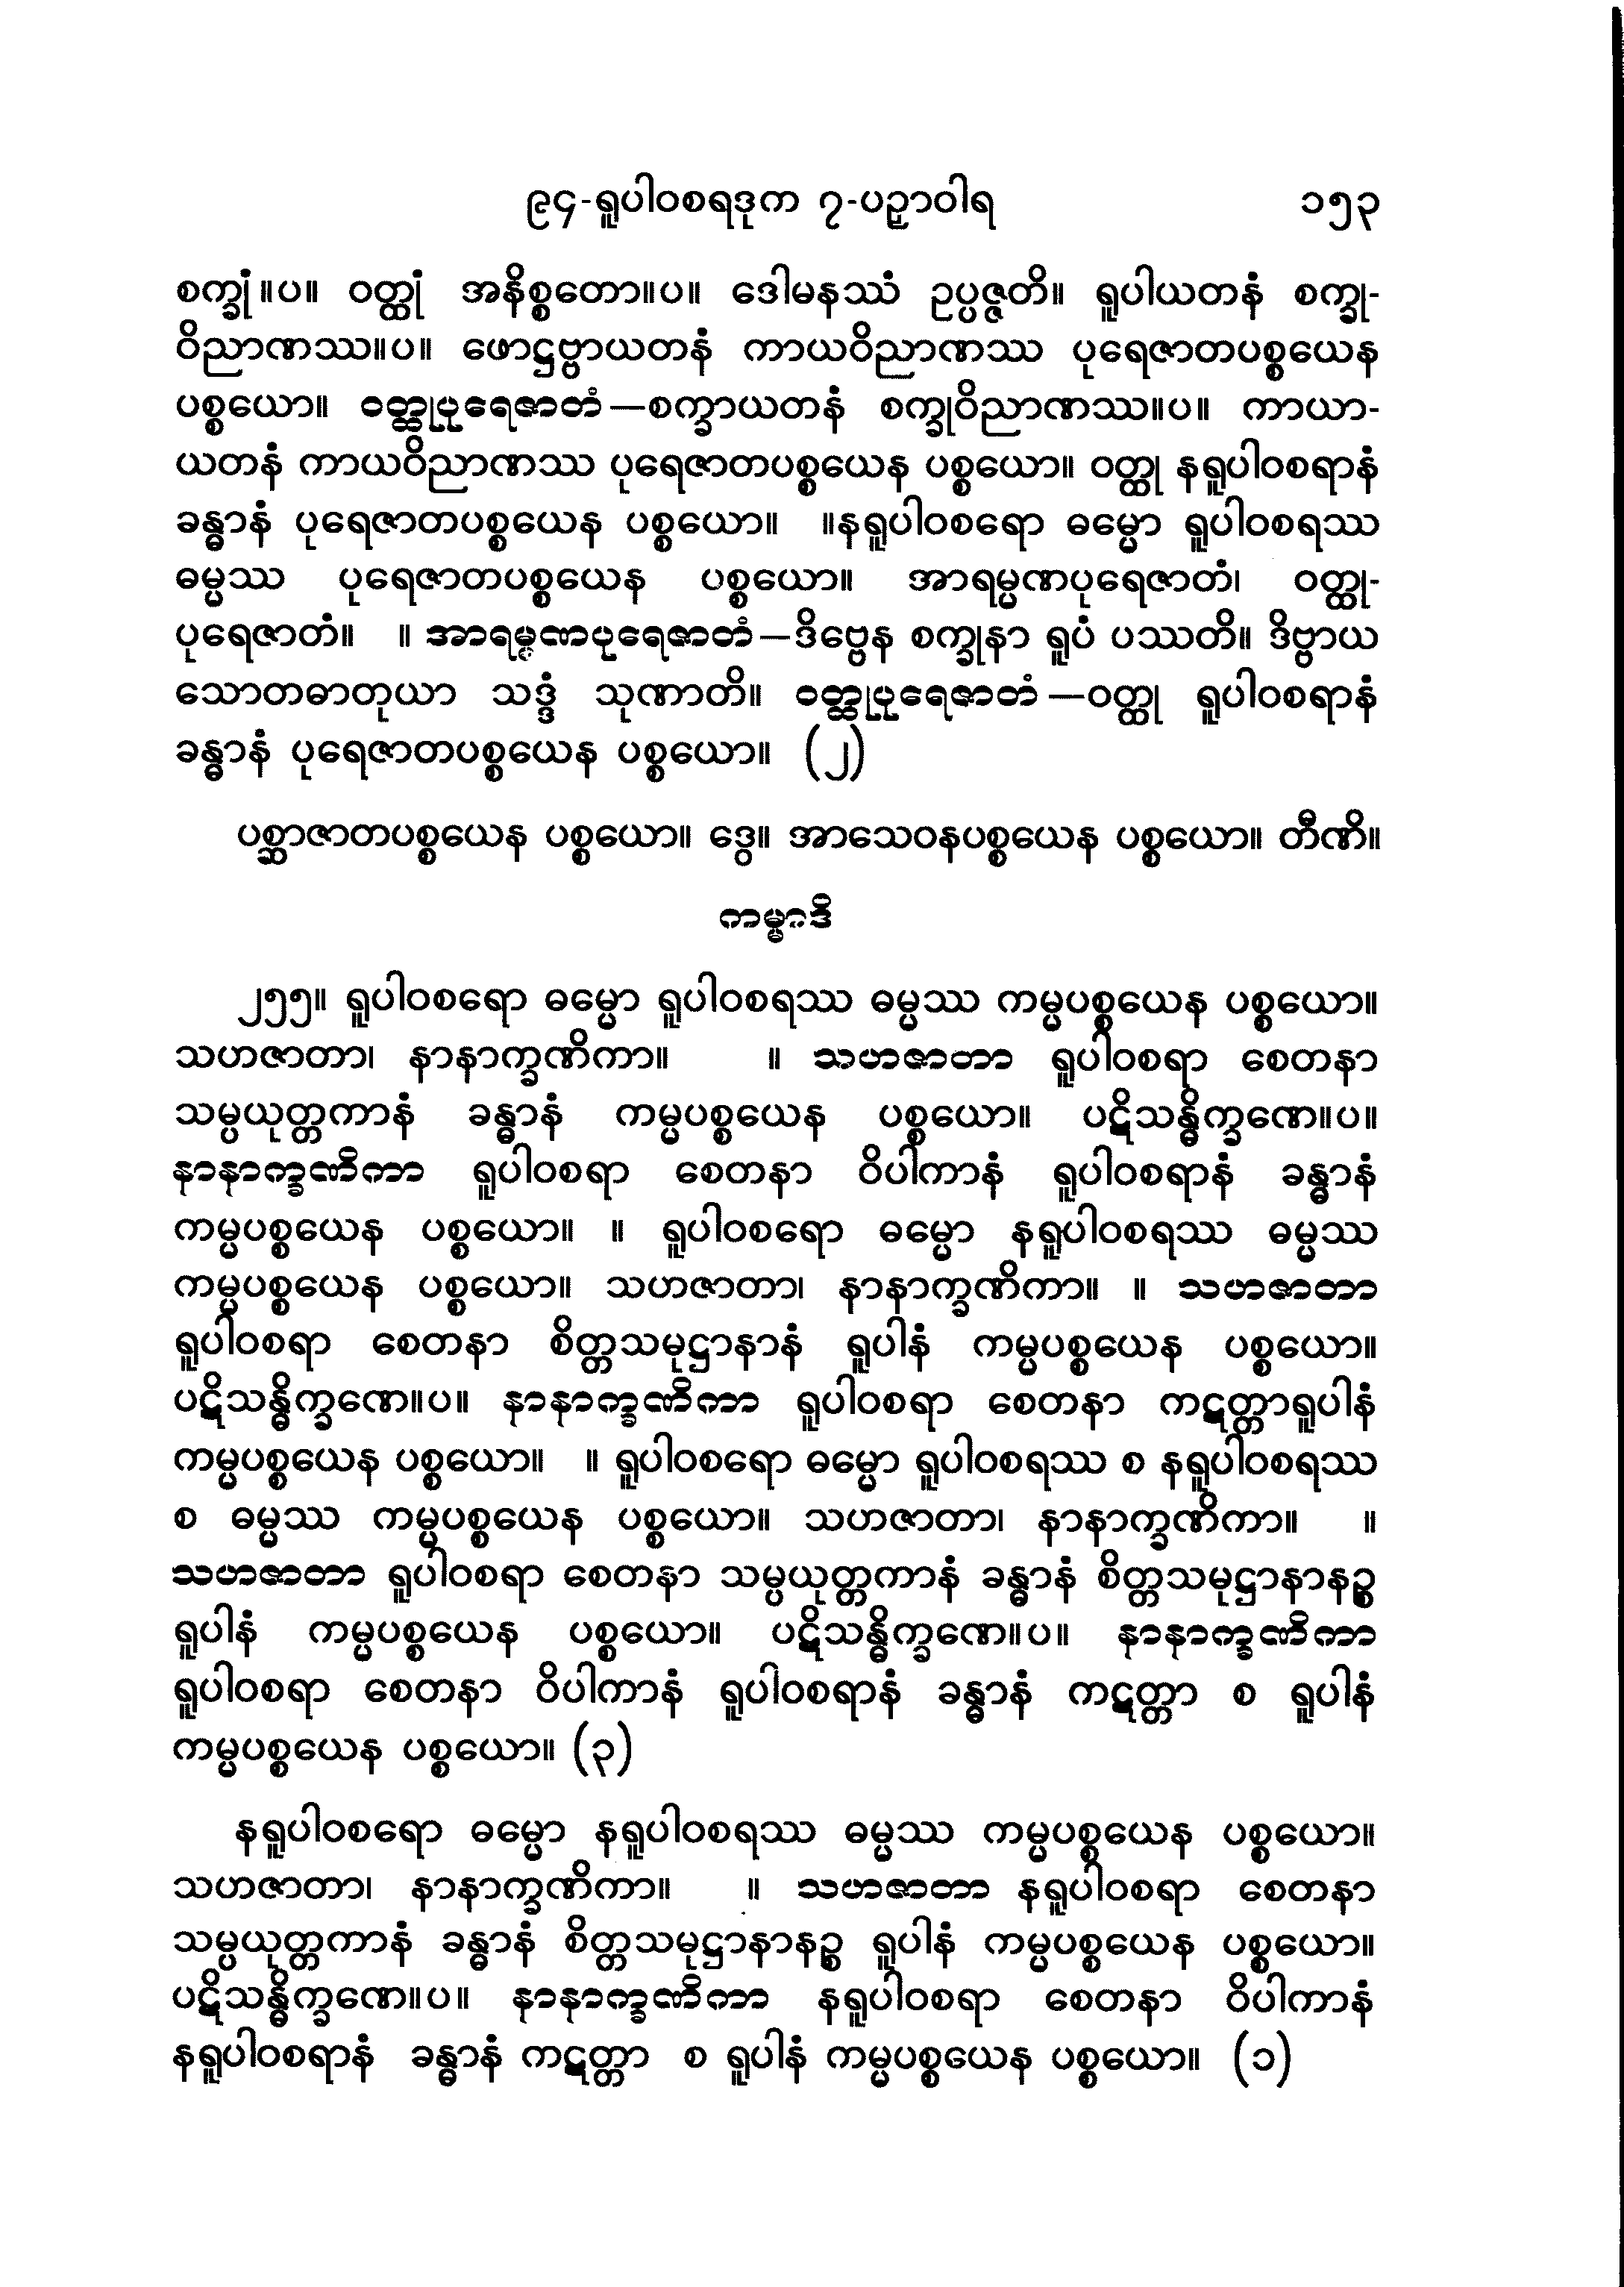 ၉၄-ရူပါဝစရဒုက ၇-ပဉှာဝါရ ၁၅၃
စက္ခုံ။ပ။ ဝတ္ထုံ အနိစ္စတော။ပ။ ဒေါမနဿံ ဥပ္ပဇ္ဇတိ။ ရူပါယတနံ စက္ခု-
ဝိညာဏဿ။ပ။ ဖောဋ္ဌဗ္ဗာယတနံ ကာယဝိညာဏဿ ပုရေဇာတပစ္စယေန
ပစ္စယော။ ဝတ္ထုပုရေဇာတံ—စက္ခာယတနံ စက္ခုဝိညာဏဿ။ပ။ ကာယာ-
ယတနံ ကာယဝိညာဏဿ ပုရေဇာတပစ္စယေန ပစ္စယော။ ဝတ္ထု နရူပါဝစရာနံ
ခန္ဓာနံ ပုရေဇာတပစ္စယေန ပစ္စယော။ ။နရူပါဝစရော ဓမ္မော ရူပါဝစရဿ
ဓမ္မဿ ပုရေဇာတပစ္စယေန ပစ္စယော။ အာရမ္မဏပုရေဇာတံ၊ ဝတ္ထု-
ပုရေဇာတံ။ ။ အာရမ္မဏပုရေဇာတံ—ဒိဗ္ဗေန စက္ခုနာ ရူပံ ပဿတိ။ ဒိဗ္ဗာယ
သောတဓာတုယာ သဒ္ဒံ သုဏာတိ။ ဝတ္ထုပုရေဇာတံ—ဝတ္ထု ရူပါဝစရာနံ
ခန္ဓာနံ ပုရေဇာတပစ္စယေန ပစ္စယော။ (၂)
ပစ္ဆာဇာတပစ္စယေန ပစ္စယော။ ဒွေ။ အာသေဝနပစ္စယေန ပစ္စယော။ တီဏိ။
ကမ္မာဒိ
၂၅၅။ ရူပါဝစရော ဓမ္မော ရူပါဝစရဿ ဓမ္မဿ ကမ္မပစ္စယေန ပစ္စယော။
သဟဇာတာ၊ နာနာက္ခဏိကာ။ ။ သဟဇာတာ ရူပါဝစရာ စေတနာ
သမ္ပယုတ္တကာနံ ခန္ဓာနံ ကမ္မပစ္စယေန ပစ္စယော။ ပဋိသန္ဓိက္ခဏေ။ပ။
နာနာက္ခဏိကာ ရူပါဝစရာ စေတနာ ဝိပါကာနံ ရူပါဝစရာနံ ခန္ဓာနံ
ကမ္မပစ္စယေန ပစ္စယော။ ။ ရူပါဝစရော ဓမ္မော နရူပါဝစရဿ ဓမ္မဿ
ကမ္မပစ္စယေန ပစ္စယော။ သဟဇာတာ၊ နာနာက္ခဏိကာ။ ။ သဟဇာတာ
ရူပါဝစရာ စေတနာ စိတ္တသမုဋ္ဌာနာနံ ရူပါနံ ကမ္မပစ္စယေန ပစ္စယော။
ပဋိသန္ဓိက္ခဏေ။ပ။ နာနာက္ခဏိကာ ရူပါဝစရာ စေတနာ ကဋတ္တာရူပါနံ
ကမ္မပစ္စယေန ပစ္စယော။ ။ ရူပါဝစရော ဓမ္မော ရူပါဝစရဿ စ နရူပါဝစရဿ
စ ဓမ္မဿ ကမ္မပစ္စယေန ပစ္စယော။ သဟဇာတာ၊ နာနာက္ခဏိကာ။ ။
သဟဇာတာ ရူပါဝစရာ စေတနာ သမ္ပယုတ္တကာနံ ခန္ဓာနံ စိတ္တသမုဋ္ဌာနာနဉ္စ
ရူပါနံ ကမ္မပစ္စယေန ပစ္စယော။ ပဋိသန္ဓိက္ခဏေ။ပ။ နာနာက္ခဏိကာ
ရူပါဝစရာ စေတနာ ဝိပါကာနံ ရူပါဝစရာနံ ခန္ဓာနံ ကဋတ္တာ စ ရူပါနံ
ကမ္မပစ္စယေန ပစ္စယော။ (၃)
နရူပါဝစရော ဓမ္မော နရူပါဝစရဿ ဓမ္မဿ ကမ္မပစ္စယေန ပစ္စယော။
သဟဇာတာ၊ နာနာက္ခဏိကာ။ ။ သဟဇာတာ နရူပါဝစရာ စေတနာ
သမ္ပယုတ္တကာနံ ခန္ဓာနံ စိတ္တသမုဋ္ဌာနာနဉ္စ ရူပါနံ ကမ္မပစ္စယေန ပစ္စယော။
ပဋိသန္ဓိက္ခဏေ။ပ။ နာနာက္ခဏိကာ နရူပါဝစရာ စေတနာ ဝိပါကာနံ
နရူပါဝစရာနံ ခန္ဓာနံ ကဋတ္တာ စ ရူပါနံ ကမ္မပစ္စယေန ပစ္စယော။ (၁)